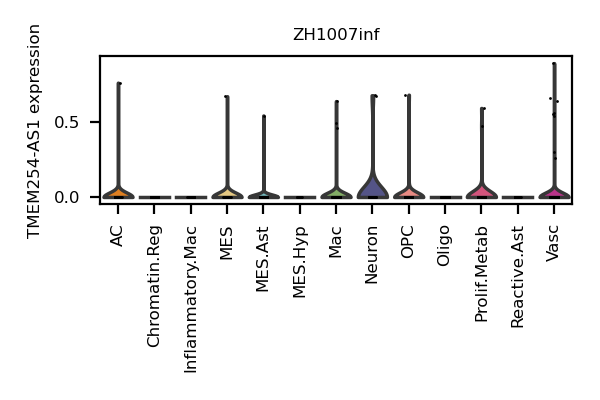 ZH1007inf
TMEM254-AS1 expression
0.5
0.0
AC
Chromatin.Reg
Inflammatory.Mac
MES
MES.Ast
MES.Hyp
Mac
Neuron
OPC
Oligo
Prolif.Metab
Reactive.Ast
Vasc